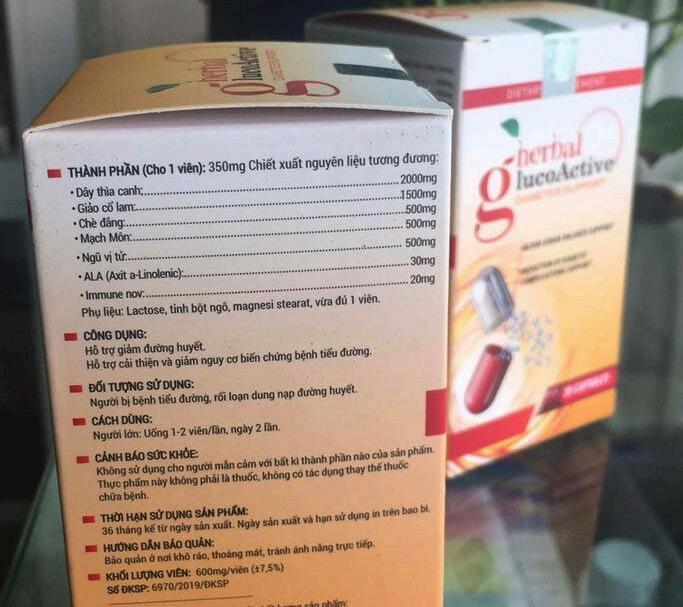 herbal
glucoActive
THÀNH PHẦN (Cho 1 viên): 350mg Chiết xuất nguyên liệu tương đương:
• Dây thìa canh:....2000mg
• Giảo cổ lam:....1500mg
• Chè đắng:....500mg
• Mạch Môn:....500mg
• Ngũ vị tử:....500mg
• ALA (Axit a-Linolenic):....30mg
• Immune nov:....20mg
Phụ liệu: Lactose, tinh bột ngô, magnesi stearat, vừa đủ 1 viên.
CÔNG DỤNG:
Hỗ trợ giảm đường huyết.
Hỗ trợ cải thiện và giảm nguy cơ biến chứng bệnh tiểu đường.
ĐỐI TƯỢNG SỬ DỤNG:
Người bị bệnh tiểu đường, rối loạn dung nạp đường huyết.
CÁCH DÙNG:
Người lớn: Uống 1-2 viên/lần, ngày 2 lần.
CẢNH BÁO SỨC KHỎE:
Không sử dụng cho người mẫn cảm với bất kì thành phần nào của sản phẩm.
Thực phẩm này không phải là thuốc, không có tác dụng thay thế thuốc
chữa bệnh.
THỜI HẠN SỬ DỤNG SẢN PHẨM:
36 tháng kể từ ngày sản xuất. Ngày sản xuất và hạn sử dụng in trên bao bì.
HƯỚNG DẪN BẢO QUẢN:
Bảo quản ở nơi khô ráo, thoáng mát, tránh ánh nắng trực tiếp.
KHỐI LƯỢNG VIÊN: 600mg/viên (±7,5%)
Số ĐKSP: 6970/2019/ĐKSP
sản phẩm:
DIETARY
herbal
glucoActive
DIABETES SUPPORT
30 CAPSULES